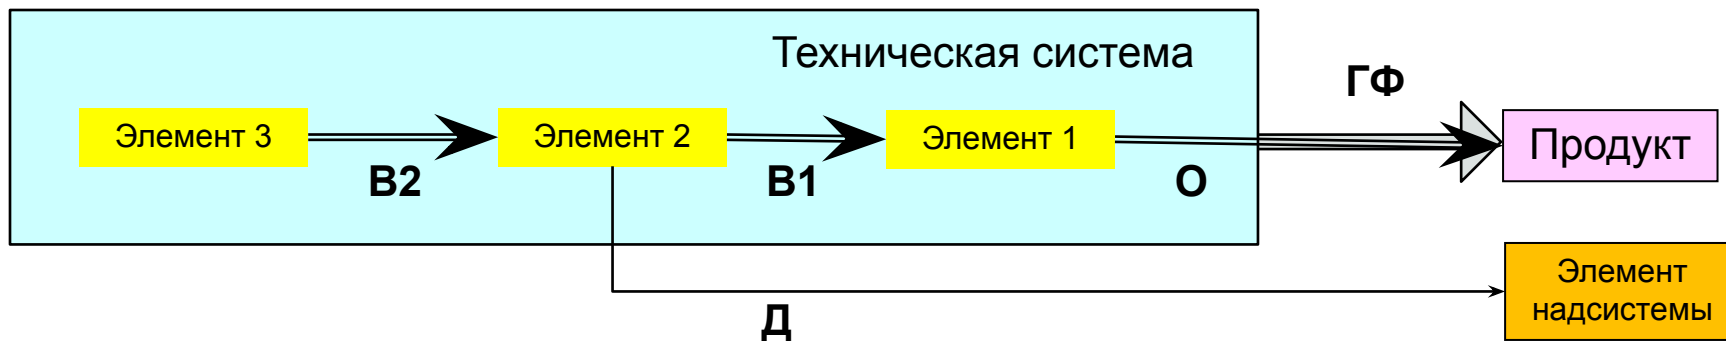 Техническая система
ГФ
Элемент 3
Элемент 2
Элемент 1
Продукт
В2
В1
О
Элемент
надсистемы
Д